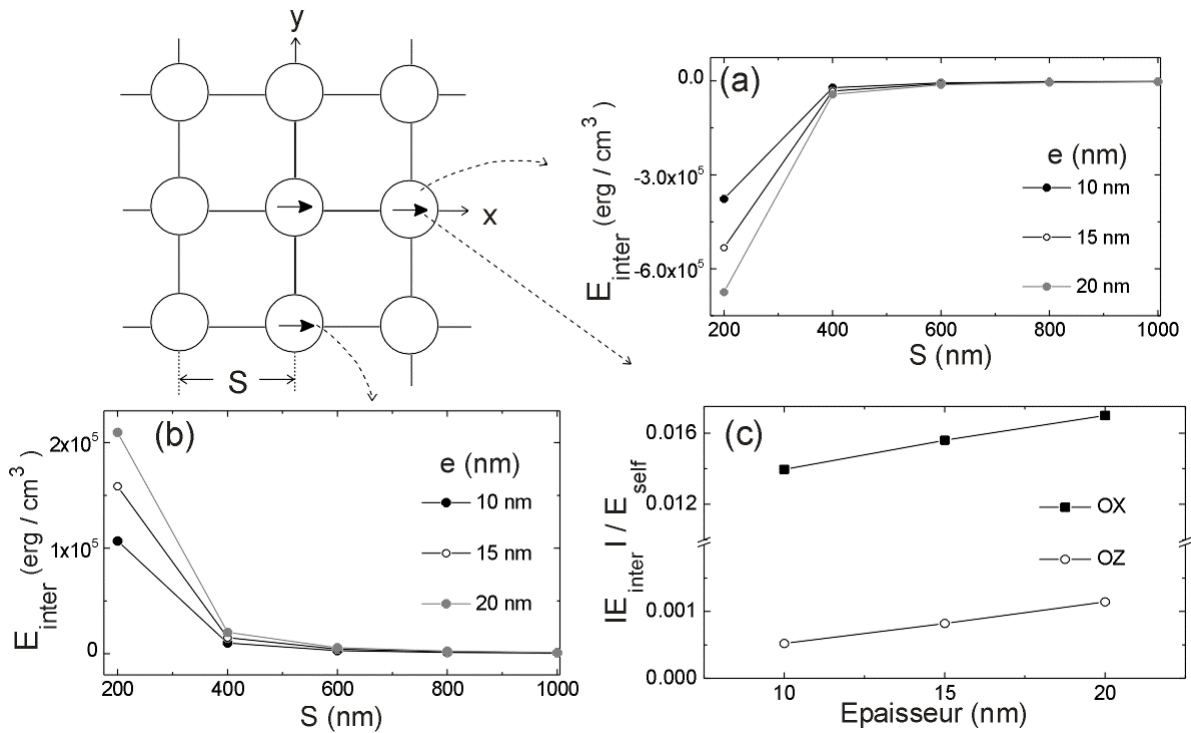 y
x
S
(a)
E_inter (erg / cm^3)
0.0
-3.0x10^5
-6.0x10^5
e (nm)
10 nm
15 nm
20 nm
200 400 600 800 1000
S (nm)
(b)
E_inter (erg / cm^3)
2x10^5
1x10^5
0
e (nm)
10 nm
15 nm
20 nm
200 400 600 800 1000
S (nm)
(c)
IE_inter I / E_self
0.016
0.012
0.001
0.000
OX
OZ
10 15 20
Epaisseur (nm)